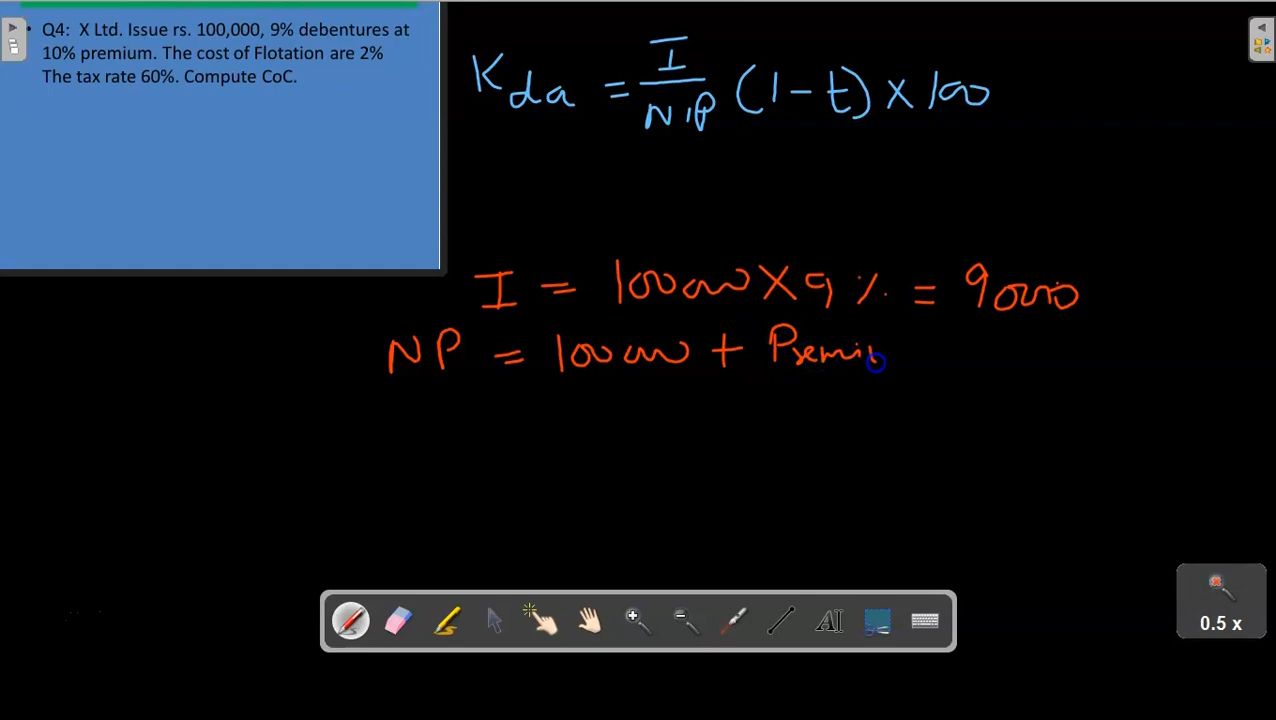 • Q4: X Ltd. Issue rs. 100,000, 9% debentures at
10% premium. The cost of Flotation are 2%
The tax rate 60%. Compute CoC.
Kda = I/NP (1-t) × 100
I = 100000 × 9% = 9000
NP = 100000 + Premi
AI
0.5 x